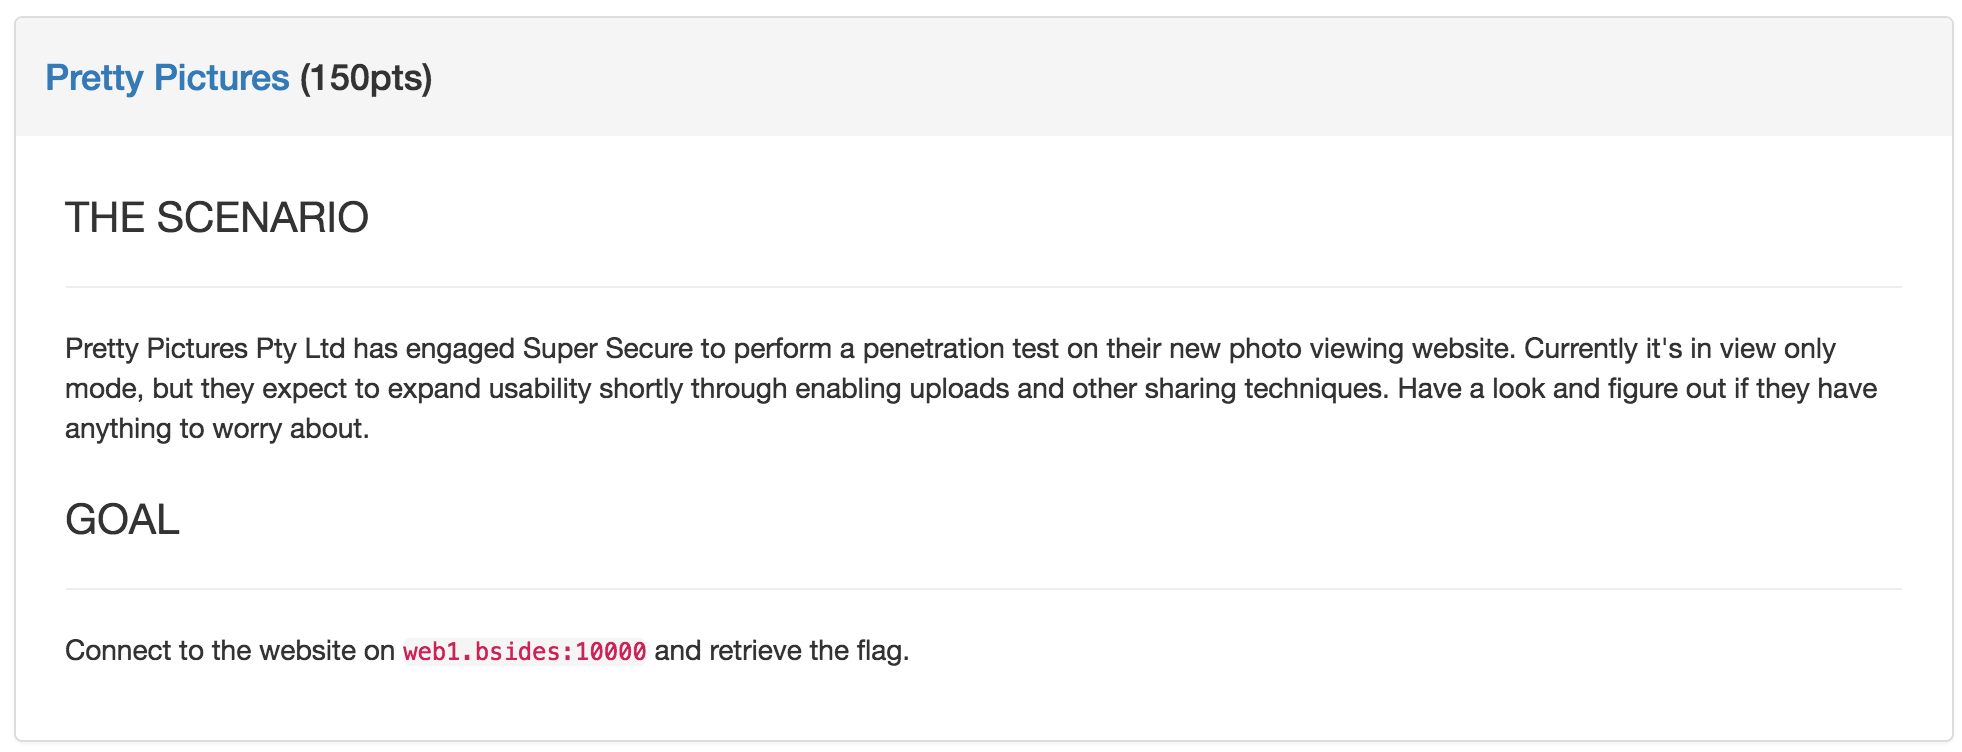 Pretty Pictures (150pts)
THE SCENARIO
Pretty Pictures Pty Ltd has engaged Super Secure to perform a penetration test on their new photo viewing website. Currently it's in view only
mode, but they expect to expand usability shortly through enabling uploads and other sharing techniques. Have a look and figure out if they have
anything to worry about.
GOAL
Connect to the website on web1.bsides:10000 and retrieve the flag.